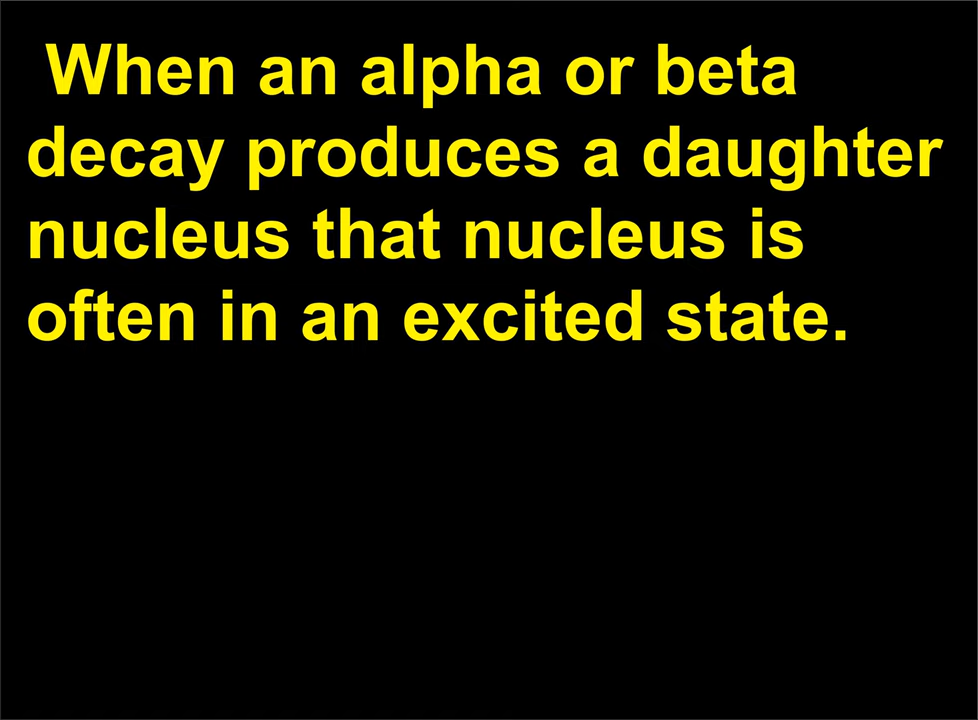 When an alpha or beta
decay produces a daughter
nucleus that nucleus is
often in an excited state.